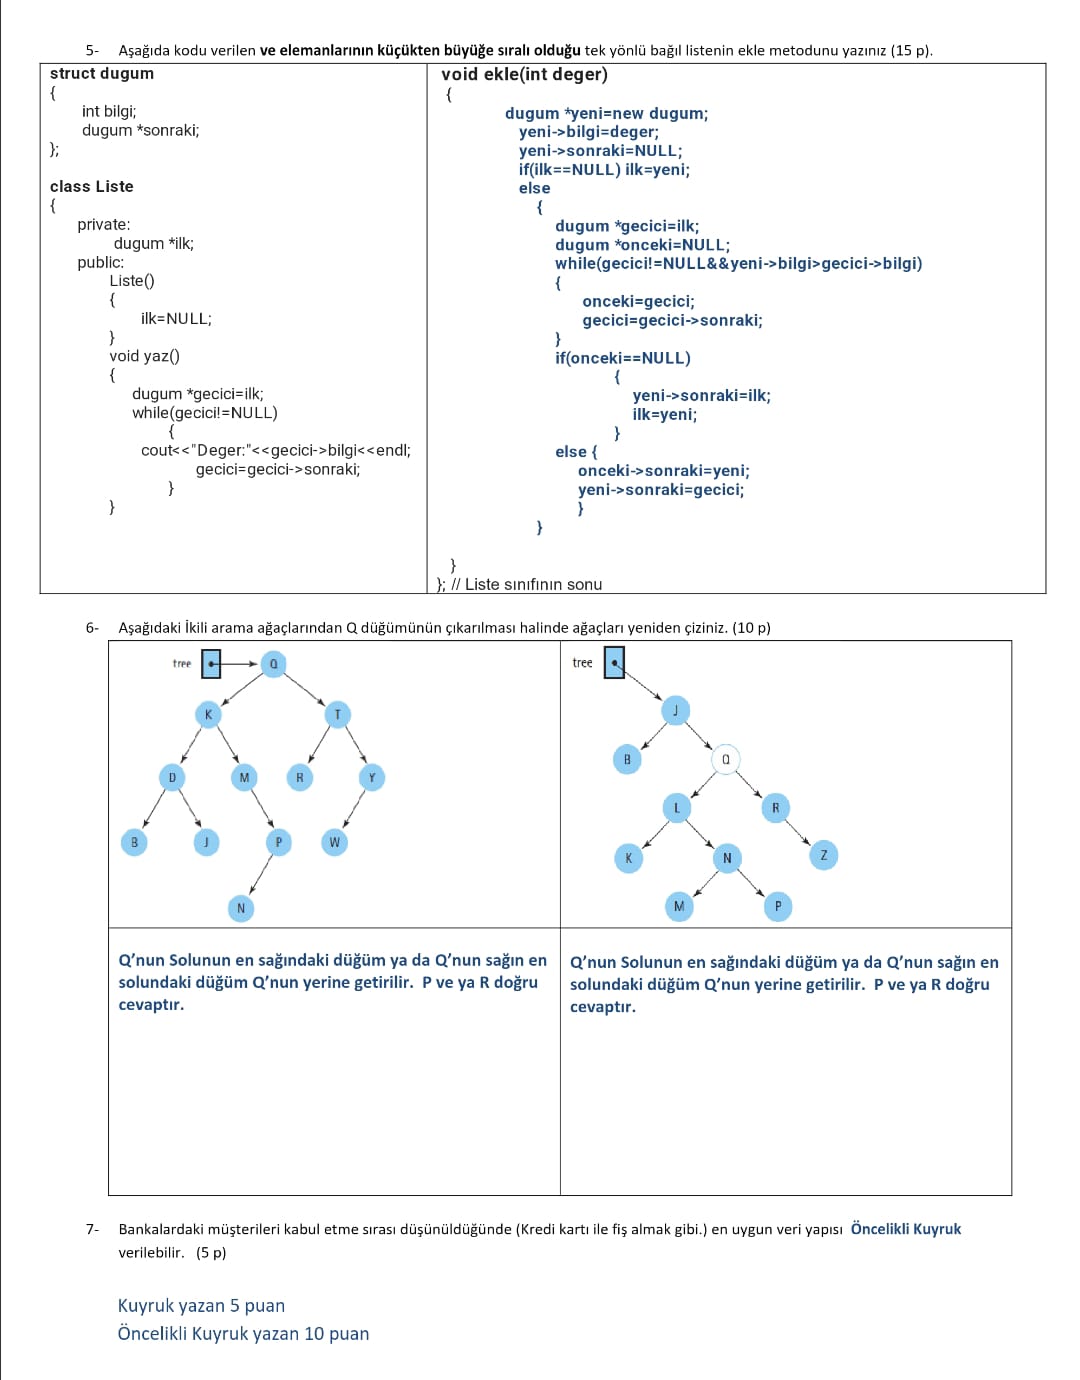 5- Aşağıda kodu verilen ve elemanlarının küçükten büyüğe sıralı olduğu tek yönlü bağıl listenin ekle metodunu yazınız (15 p).
struct dugum
{
int bilgi;
dugum *sonraki;
};
class Liste
{
private:
dugum *ilk;
public:
Liste()
{
ilk=NULL;
}
void yaz()
{
dugum *gecici=ilk;
while(gecici!=NULL)
{
cout<<"Deger:"<<gecici->bilgi<<endl;
gecici=gecici->sonraki;
}
}
void ekle(int deger)
{
dugum *yeni=new dugum;
yeni->bilgi=deger;
yeni->sonraki=NULL;
if(ilk==NULL) ilk=yeni;
else
{
dugum *gecici=ilk;
dugum *onceki=NULL;
while(gecici!=NULL&&yeni->bilgi>gecici->bilgi)
{
onceki=gecici;
gecici=gecici->sonraki;
}
if(onceki==NULL)
{
yeni->sonraki=ilk;
ilk=yeni;
}
else {
onceki->sonraki=yeni;
yeni->sonraki=gecici;
}
}
}
}; // Liste sınıfının sonu
6- Aşağıdaki İkili arama ağaçlarından Q düğümünün çıkarılması halinde ağaçları yeniden çiziniz. (10 p)
tree Q
K T
D M R Y
B J P W
N
tree
J
B Q
L R
K N Z
M P
Q'nun Solunun en sağındaki düğüm ya da Q'nun sağın en
solundaki düğüm Q'nun yerine getirilir. P ve ya R doğru
cevaptır.
Q'nun Solunun en sağındaki düğüm ya da Q'nun sağın en
solundaki düğüm Q'nun yerine getirilir. P ve ya R doğru
cevaptır.
7- Bankalardaki müşterileri kabul etme sırası düşünüldüğünde (Kredi kartı ile fiş almak gibi.) en uygun veri yapısı Öncelikli Kuyruk
verilebilir. (5 p)
Kuyruk yazan 5 puan
Öncelikli Kuyruk yazan 10 puan